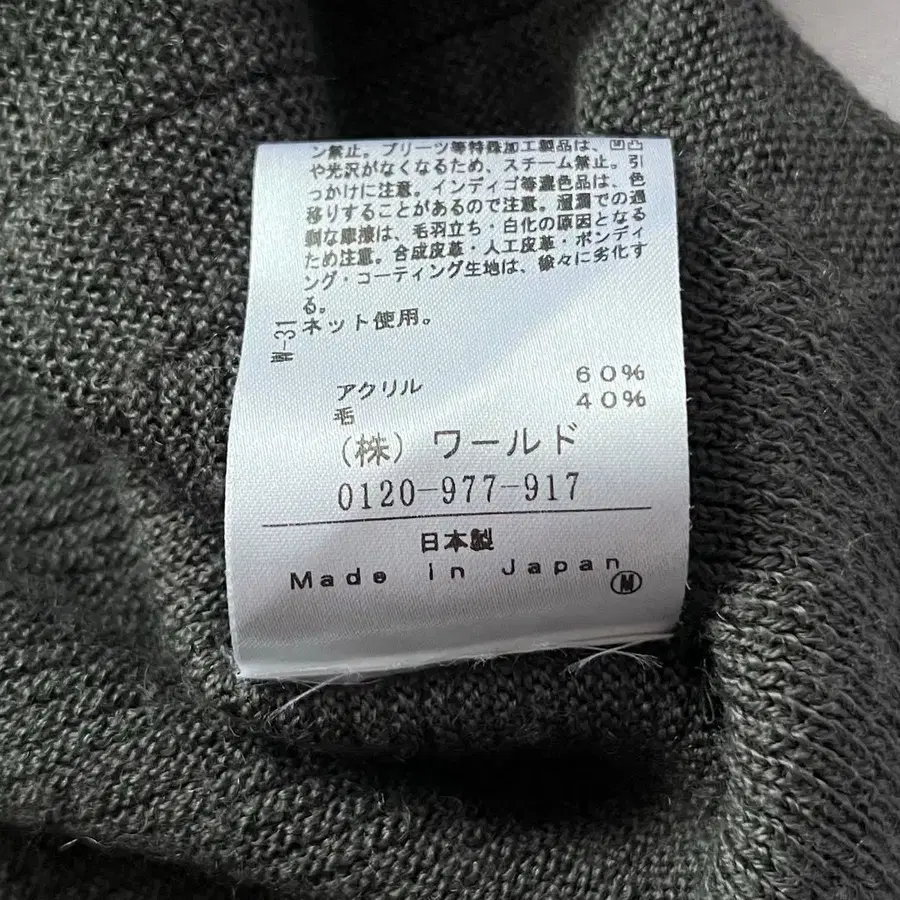 ン禁止。プリーツ等特殊加工製品は、凹凸
や光沢がなくなるため、スチーム禁止。引
っかけに注意。インディゴ等濃色品は、色
移りすることがあるので注意。湿潤での過
剰な摩擦は、毛羽立ち・白化の原因となる
ため注意。合成皮革・人工皮革・ボンディ
ング・コーティング生地は、徐々に劣化す
る。
ネット使用。
W-31
アクリル 60%
毛 40%
(株) ワールド
0120-977-917
日本製
Made in Japan
M